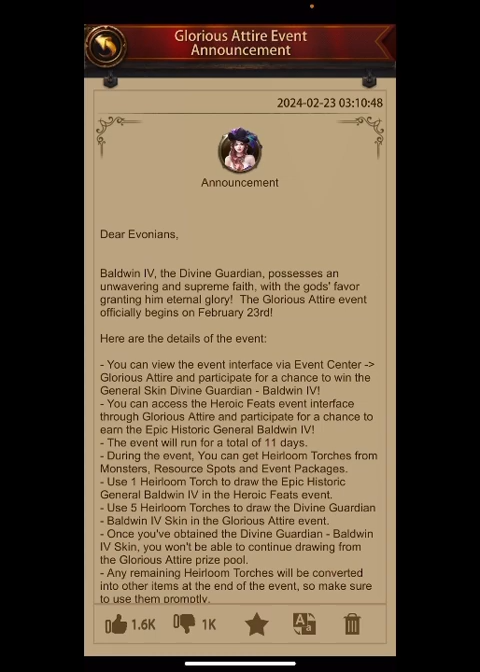 Glorious Attire Event
Announcement
2024-02-23 03:10:48
Announcement
Dear Evonians,
Baldwin IV, the Divine Guardian, possesses an
unwavering and supreme faith, with the gods' favor
granting him eternal glory!  The Glorious Attire event
officially begins on February 23rd!
Here are the details of the event:
- You can view the event interface via Event Center ->
Glorious Attire and participate for a chance to win the
General Skin Divine Guardian - Baldwin IV!
- You can access the Heroic Feats event interface
through Glorious Attire and participate for a chance to
earn the Epic Historic General Baldwin IV!
- The event will run for a total of 11 days.
- During the event, You can get Heirloom Torches from
Monsters, Resource Spots and Event Packages.
- Use 1 Heirloom Torch to draw the Epic Historic
General Baldwin IV in the Heroic Feats event.
- Use 5 Heirloom Torches to draw the Divine Guardian
- Baldwin IV Skin in the Glorious Attire event.
- Once you've obtained the Divine Guardian - Baldwin
IV Skin, you won't be able to continue drawing from
the Glorious Attire prize pool.
- Any remaining Heirloom Torches will be converted
into other items at the end of the event, so make sure
to use them promptly.
1.6K
1K
A a